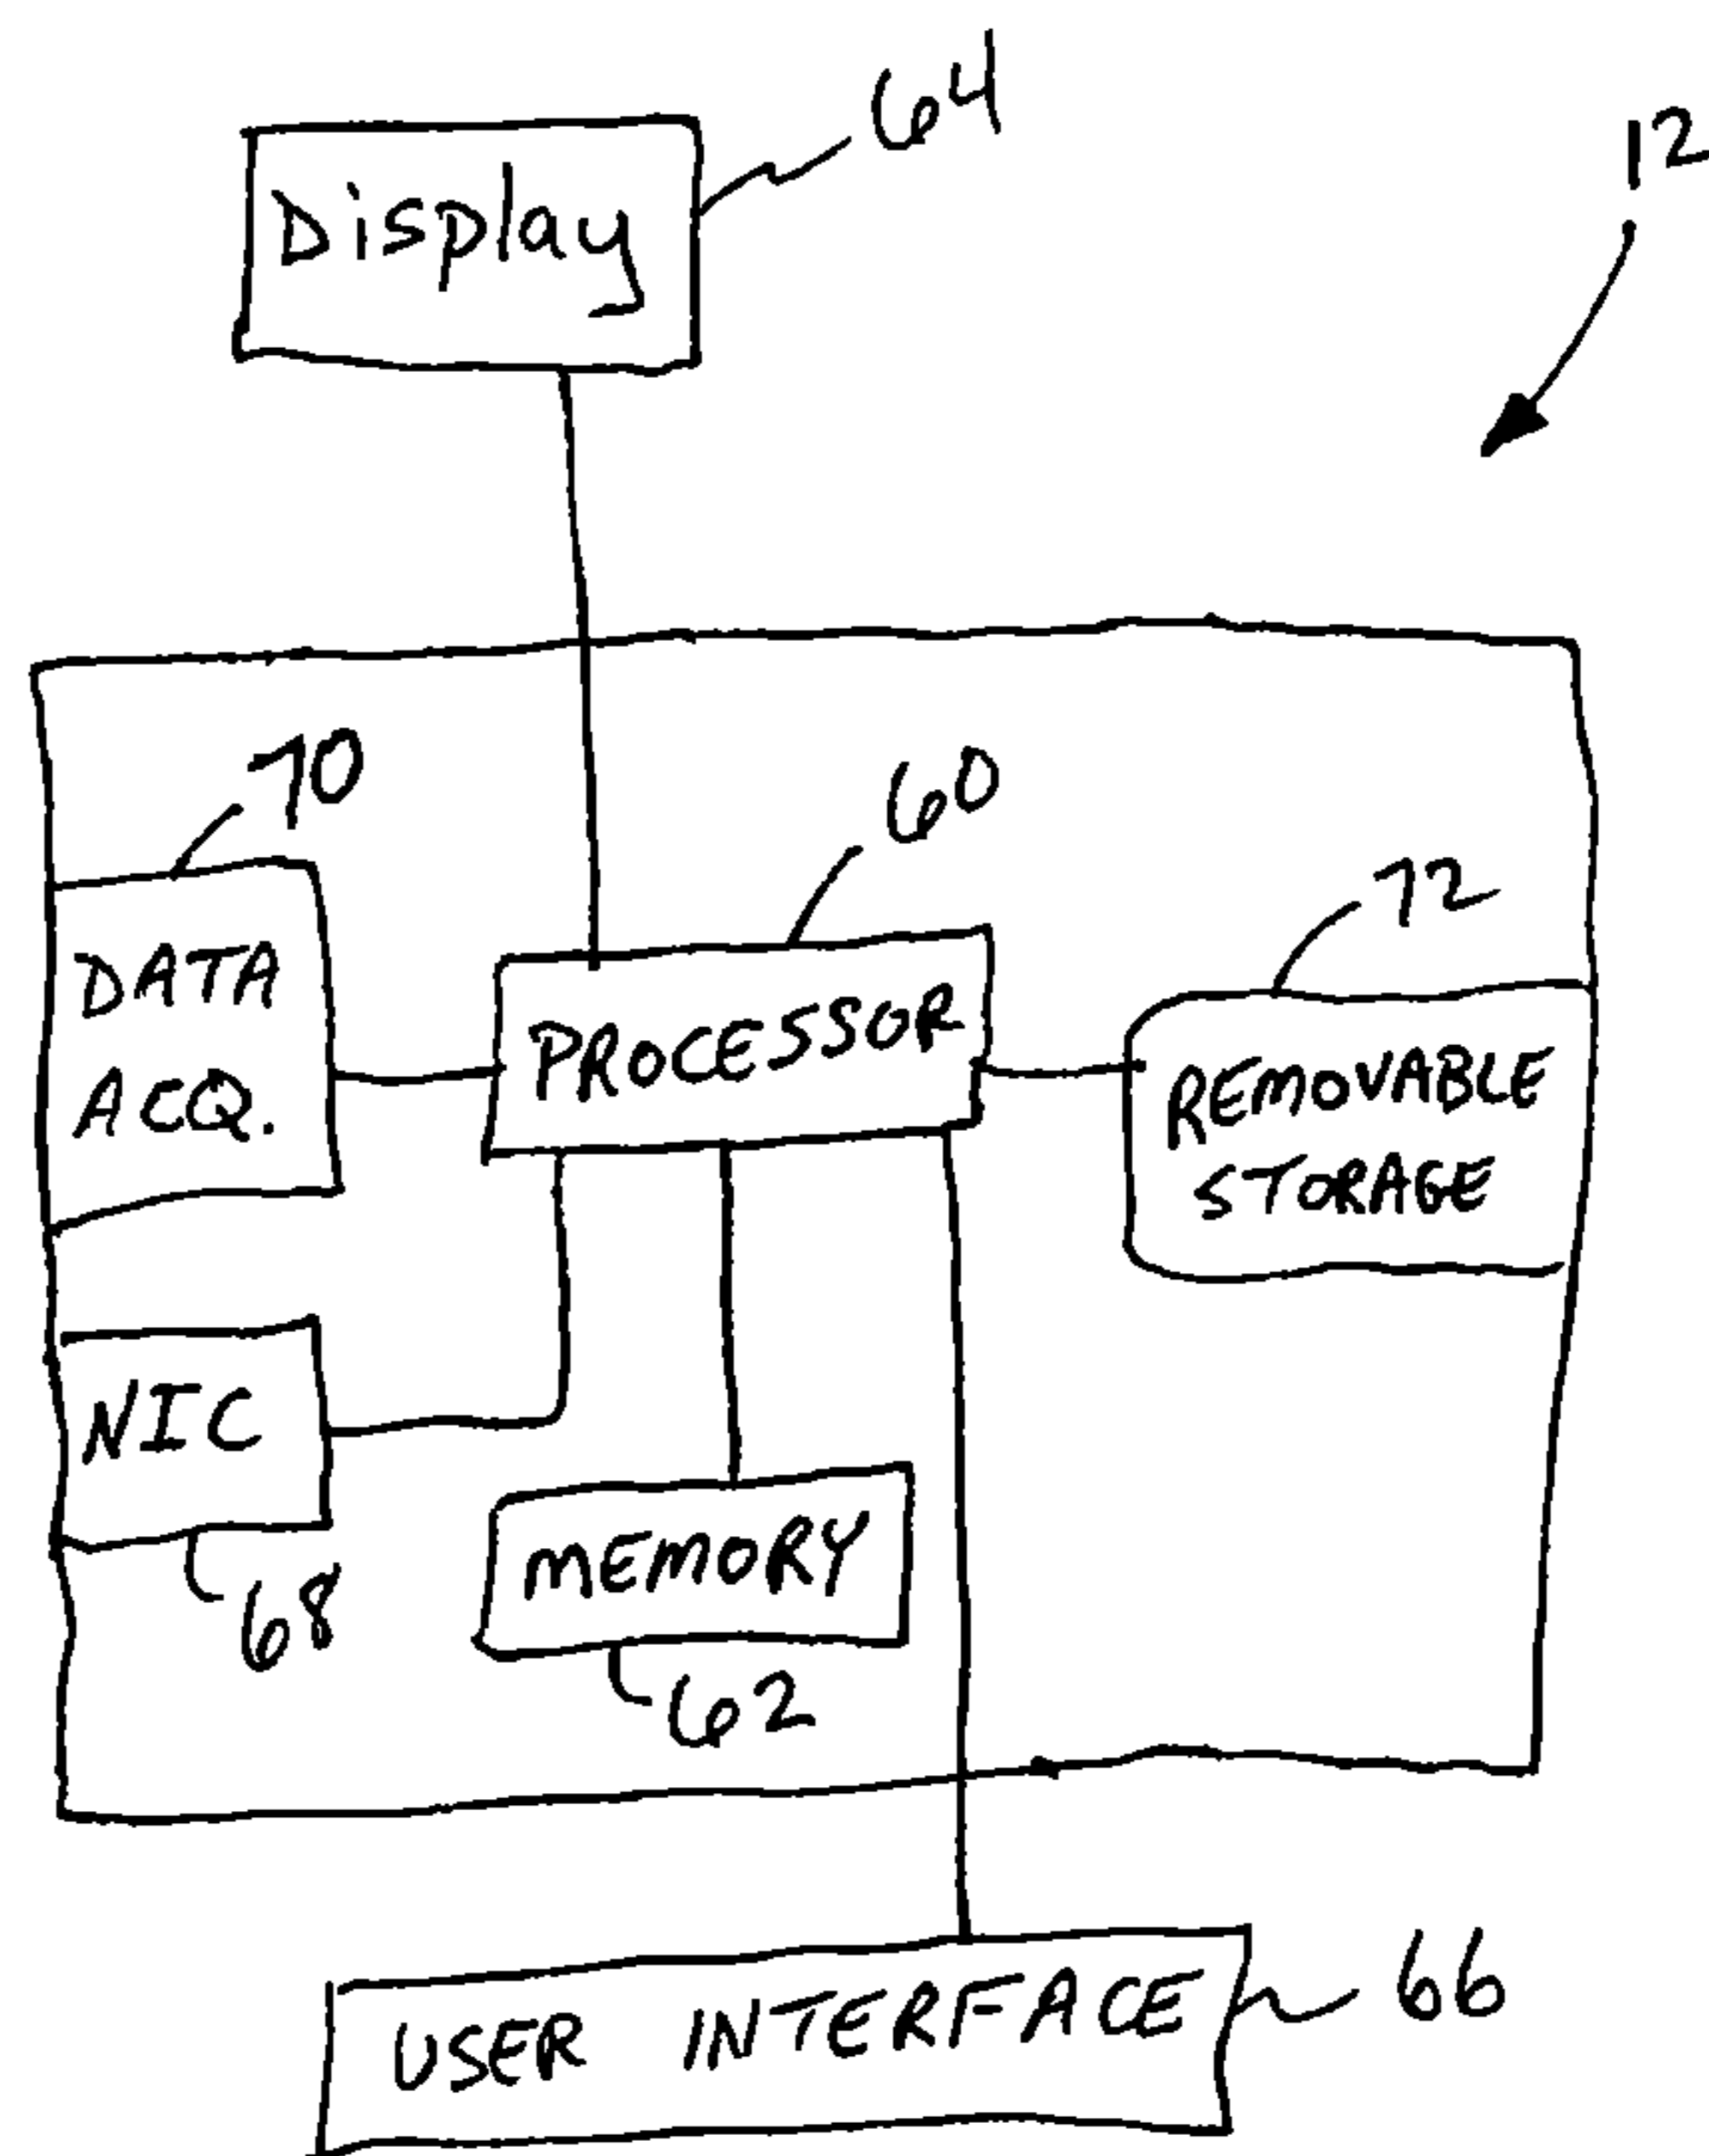 64
12
Display
70
60
72
DATA
ACQ.
PROCESSOR
REMOVABLE
STORAGE
NIC
MEMORY
68
62
66
USER INTERFACE